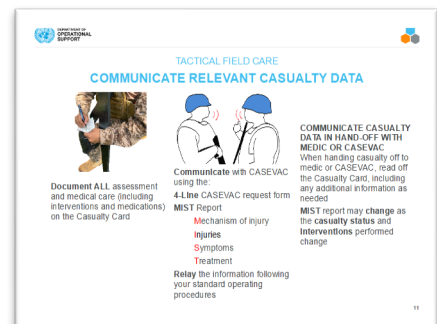 DEPARTMENT OF
OPERATIONAL
SUPPORT
TACTICAL FIELD CARE
COMMUNICATE RELEVANT CASUALTY DATA
Document ALL assessment
and medical care (including
interventions and medications)
on the Casualty Card
Communicate with CASEVAC
using the:
4-Line CASEVAC request form
MIST Report
Mechanism of injury
Injuries
Symptoms
Treatment
Relay the information following
your standard operating
procedures
COMMUNICATE CASUALTY
DATA IN HAND-OFF WITH
MEDIC OR CASEVAC
When handing casualty off to
medic or CASEVAC, read off
the Casualty Card, including
any additional information as
needed
MIST report may change as
the casualty status and
Interventions performed
change
11